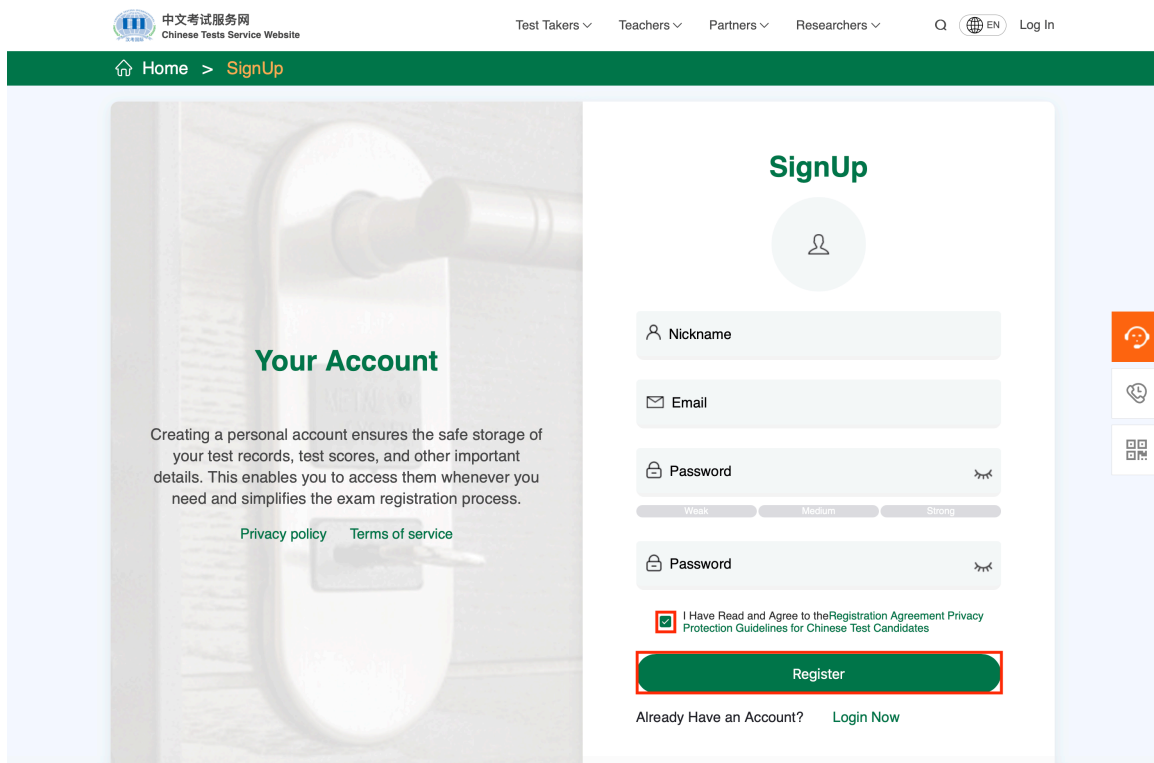 中文考试服务网
Chinese Tests Service Website
Test Takers
Teachers
Partners
Researchers
EN
Log In
Home > SignUp
Your Account
Creating a personal account ensures the safe storage of
your test records, test scores, and other important
details. This enables you to access them whenever you
need and simplifies the exam registration process.
Privacy policy Terms of service
SignUp
Nickname
Email
Password
Weak Medium Strong
Password
I Have Read and Agree to theRegistration Agreement Privacy
Protection Guidelines for Chinese Test Candidates
Register
Already Have an Account? Login Now